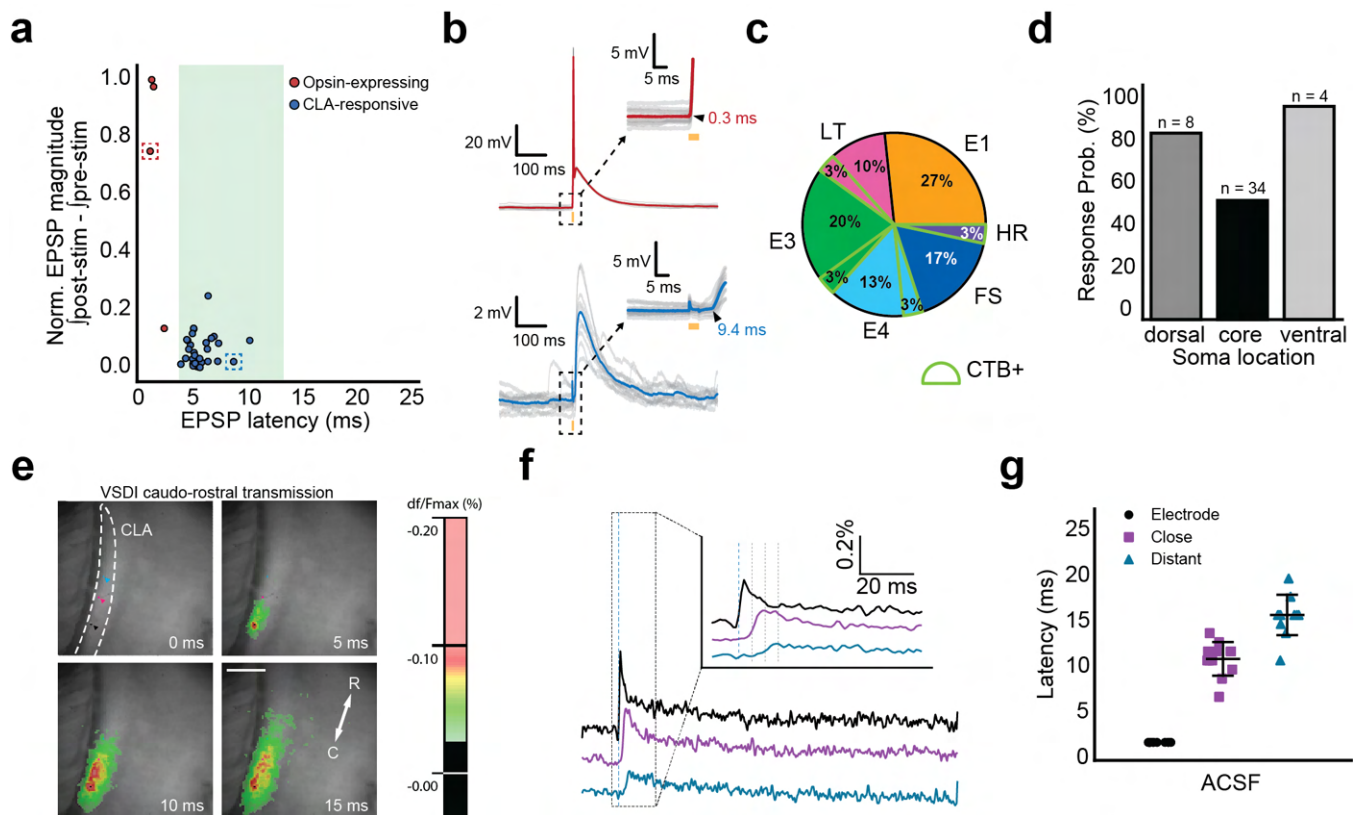 a
Norm. EPSP magnitude
∫post-stim - ∫pre-stim
1.0
0.8
0.6
0.4
0.2
0.0
0
5
10
15
20
25
EPSP latency (ms)
Opsin-expressing
CLA-responsive
b
5 mV
5 ms
0.3 ms
20 mV
100 ms
5 mV
5 ms
9.4 ms
2 mV
100 ms
c
LT
E1
HR
FS
E4
E3
10%
27%
3%
17%
3%
13%
3%
20%
3%
CTB+
d
Response Prob. (%)
100
80
60
40
20
0
n = 8
n = 34
n = 4
dorsal
core
ventral
Soma location
e
VSDI caudo-rostral transmission
CLA
0 ms
5 ms
10 ms
R
C
15 ms
df/Fmax (%)
-0.20
-0.10
-0.00
f
0.2%
20 ms
g
Latency (ms)
25
20
15
10
5
0
Electrode
Close
Distant
ACSF